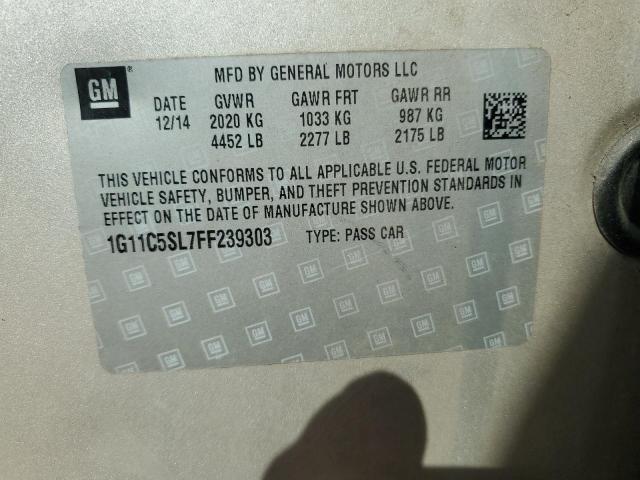 GM ® MFD BY GENERAL MOTORS LLC
DATE GVWR GAWR FRT GAWR RR
12/14 2020 KG 1033 KG 987 KG
4452 LB 2277 LB 2175 LB
THIS VEHICLE CONFORMS TO ALL APPLICABLE U.S. FEDERAL MOTOR
VEHICLE SAFETY, BUMPER, AND THEFT PREVENTION STANDARDS IN
EFFECT ON THE DATE OF MANUFACTURE SHOWN ABOVE.
1G11C5SL7FF239303 TYPE: PASS CAR